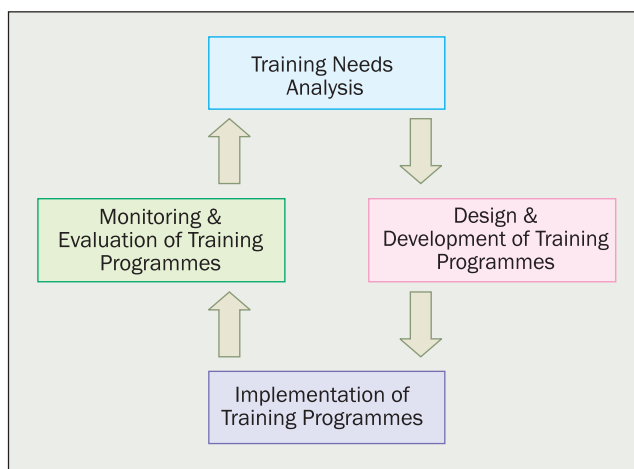 Training Needs
Analysis
Monitoring &
Evaluation of Training
Programmes
Design &
Development of Training
Programmes
Implementation of
Training Programmes